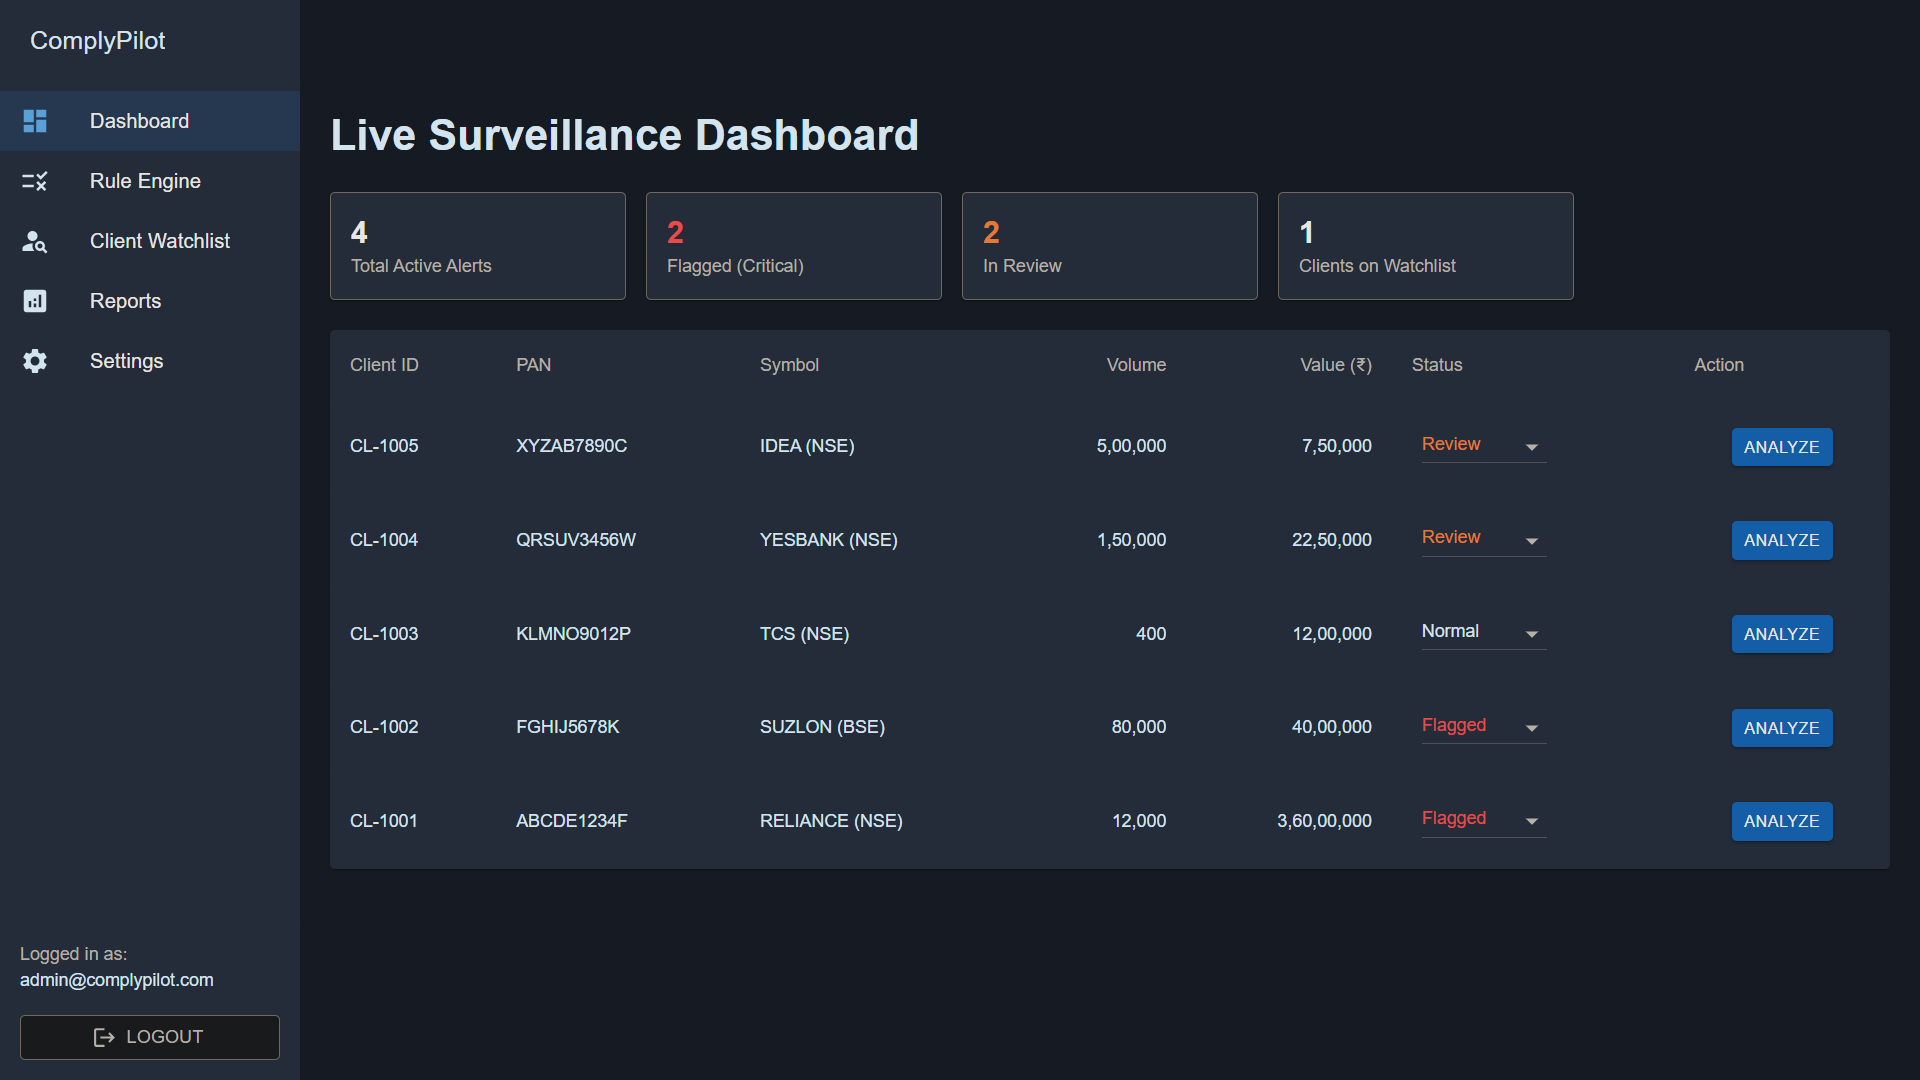 ComplyPilot
Dashboard
Rule Engine
Client Watchlist
Reports
Settings
Logged in as:
admin@complypilot.com
LOGOUT
Live Surveillance Dashboard
4
Total Active Alerts
2
Flagged (Critical)
2
In Review
1
Clients on Watchlist
Client ID PAN Symbol Volume Value (₹) Status Action
CL-1005 XYZAB7890C IDEA (NSE) 5,00,000 7,50,000 Review ANALYZE
CL-1004 QRSUV3456W YESBANK (NSE) 1,50,000 22,50,000 Review ANALYZE
CL-1003 KLMNO9012P TCS (NSE) 400 12,00,000 Normal ANALYZE
CL-1002 FGHIJ5678K SUZLON (BSE) 80,000 40,00,000 Flagged ANALYZE
CL-1001 ABCDE1234F RELIANCE (NSE) 12,000 3,60,00,000 Flagged ANALYZE